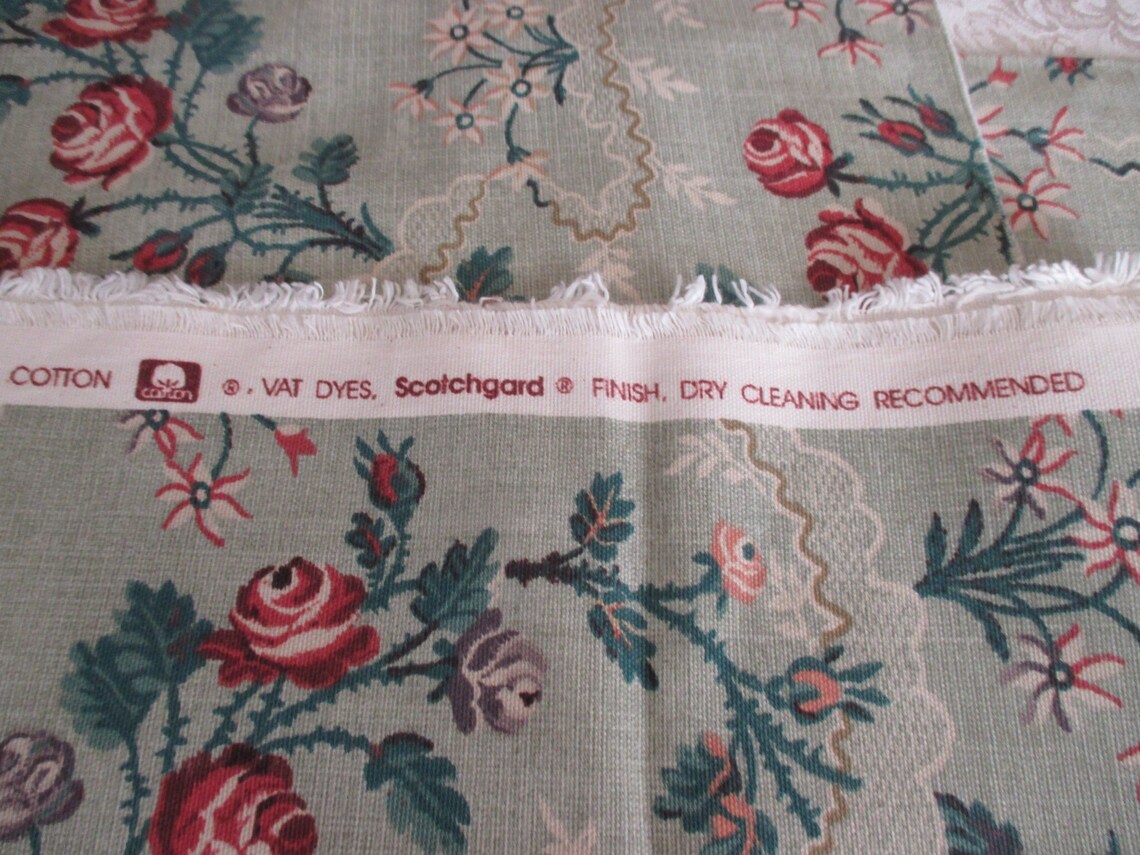 COTTON ®. VAT DYES. Scotchgard ® FINISH. DRY CLEANING RECOMMENDED